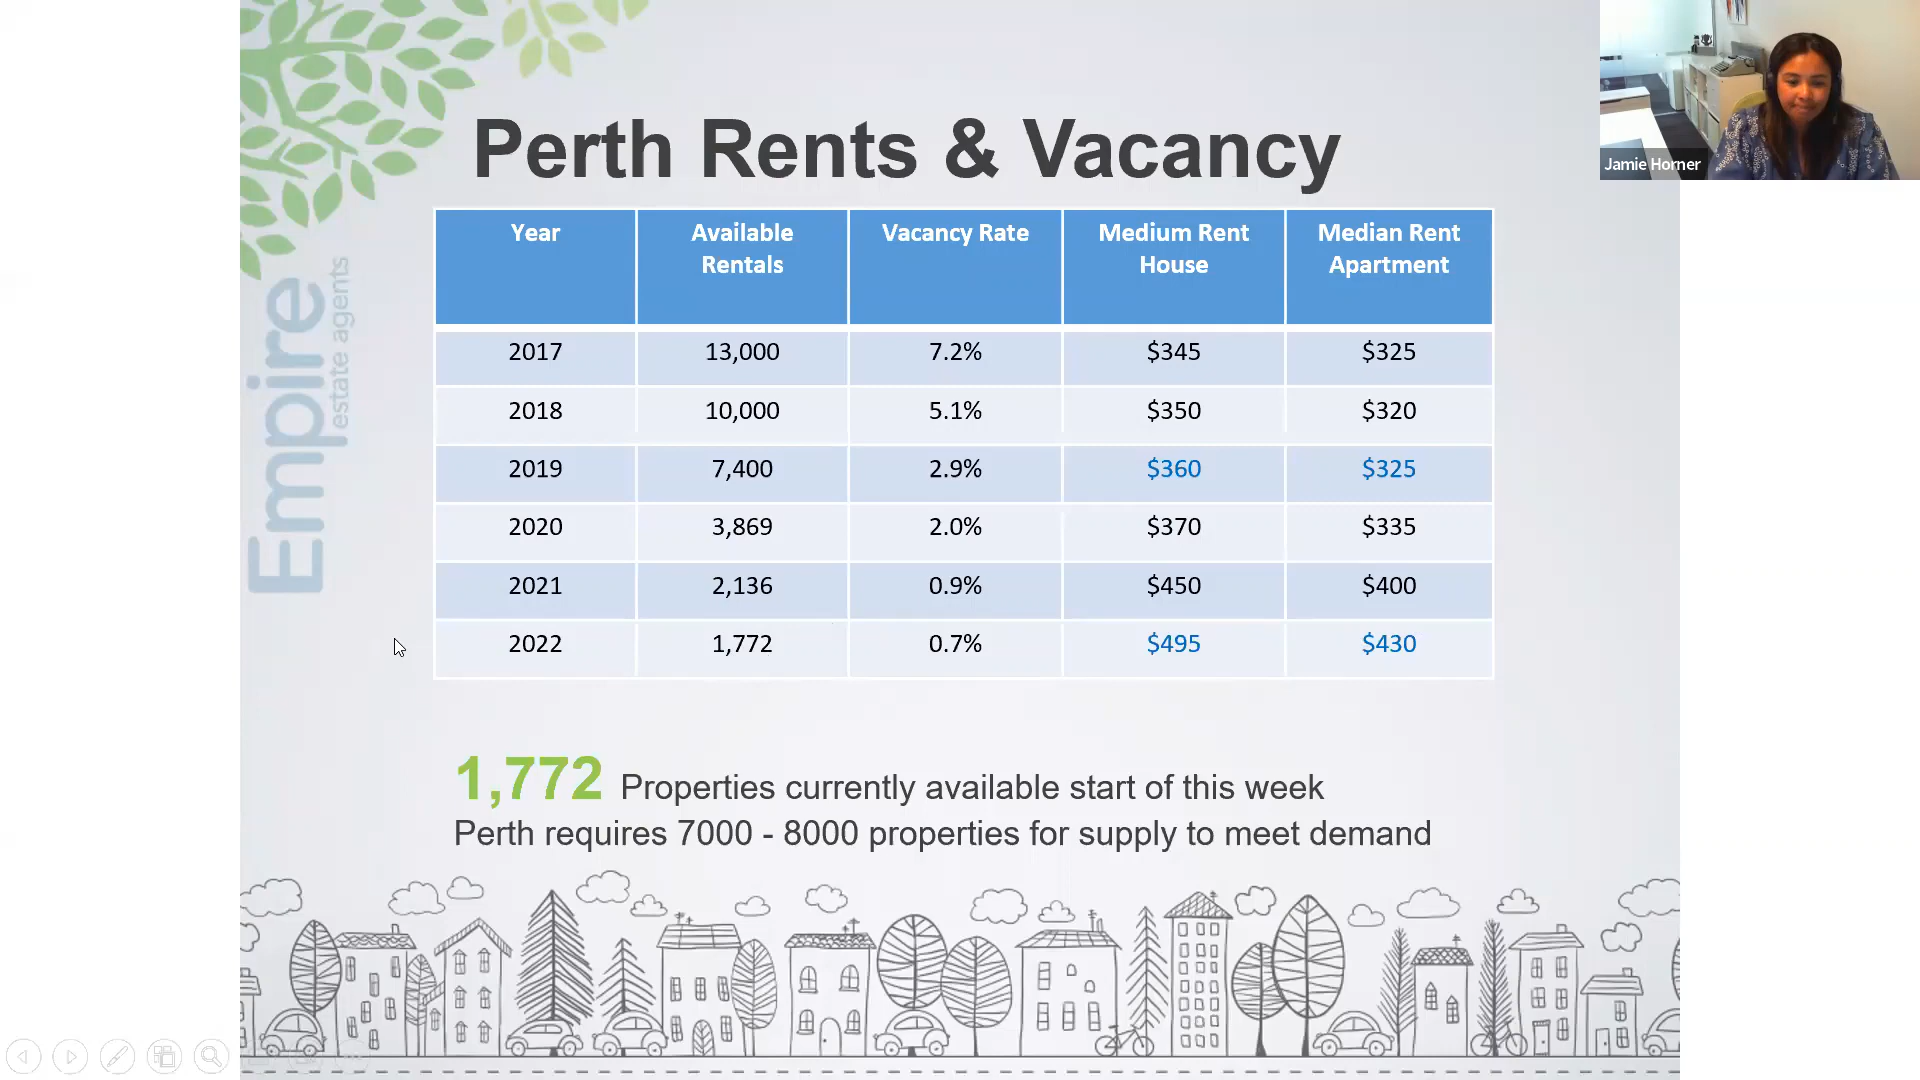 Perth Rents & Vacancy
Jamie Horner
Empire
estate agents
Year Available Rentals Vacancy Rate Medium Rent House Median Rent Apartment
2017 13,000 7.2% $345 $325
2018 10,000 5.1% $350 $320
2019 7,400 2.9% $360 $325
2020 3,869 2.0% $370 $335
2021 2,136 0.9% $450 $400
2022 1,772 0.7% $495 $430
1,772 Properties currently available start of this week
Perth requires 7000 - 8000 properties for supply to meet demand